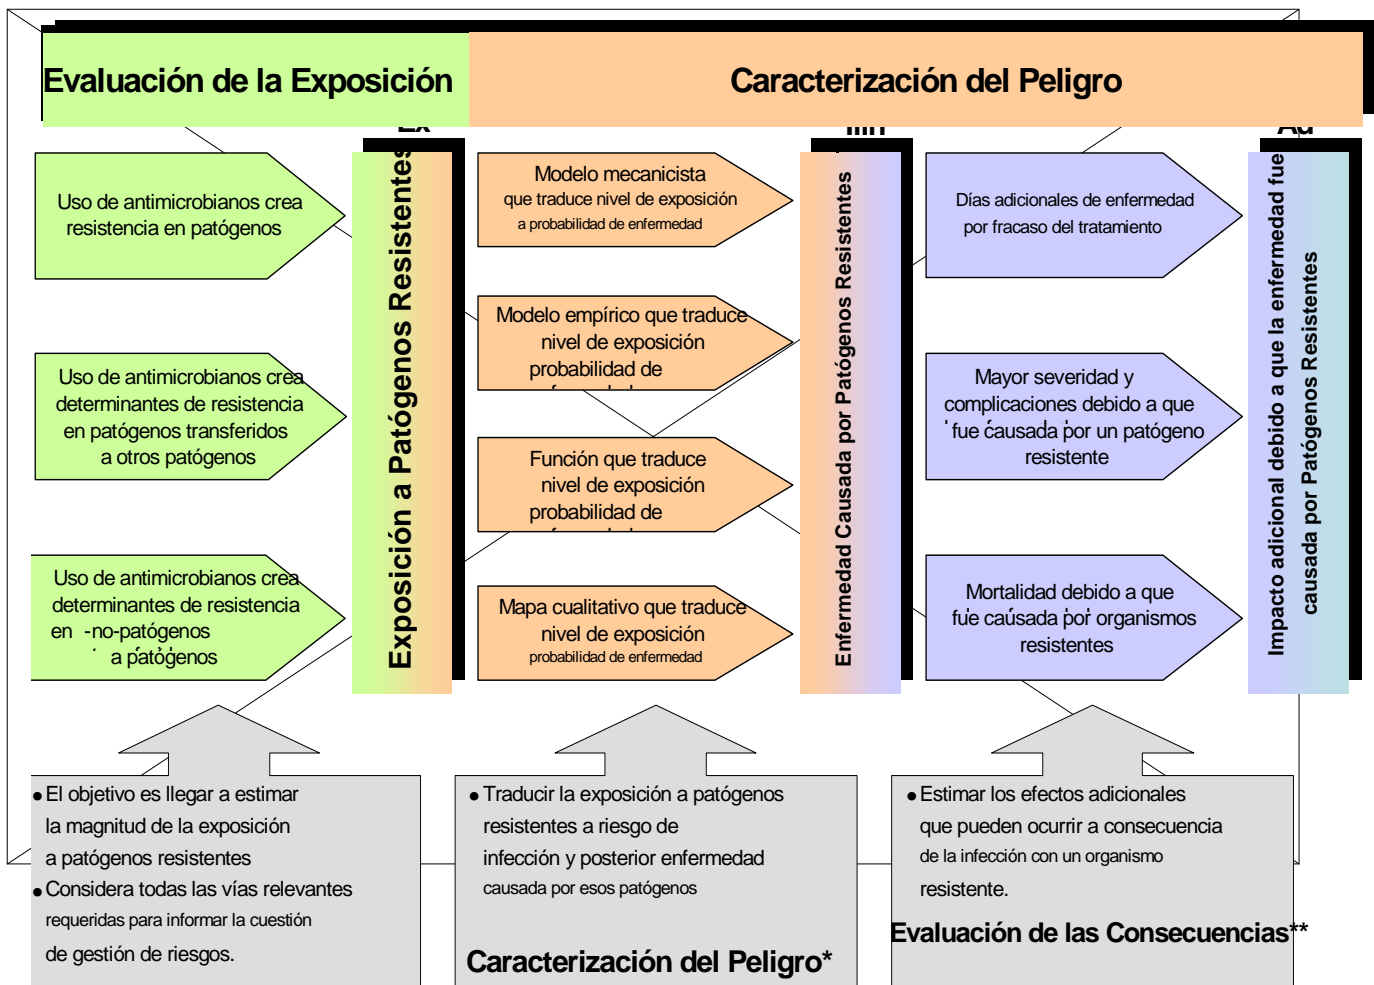 Evaluación de la Exposición
Caracterización del Peligro
Uso de antimicrobianos crea
resistencia en patógenos
Uso de antimicrobianos crea
determinantes de resistencia
en patógenos transferidos
a otros patógenos
Uso de antimicrobianos crea
determinantes de resistencia
en -no-patógenos
a patógenos
Ex
Exposición a Patógenos Resistentes
Modelo mecanicista
que traduce nivel de exposición
a probabilidad de enfermedad
Modelo empírico que traduce
nivel de exposición
probabilidad de
Función que traduce
nivel de exposición
probabilidad de
Mapa cualitativo que traduce
nivel de exposición
probabilidad de enfermedad
Enfermedad Causada por Patógenos Resistentes
Días adicionales de enfermedad
por fracaso del tratamiento
Mayor severidad y
complicaciones debido a que
fue causada por un patógeno
resistente
Mortalidad debido a que
fue causada por organismos
resistentes
Ad
Impacto adicional debido a que la enfermedad fue
causada por Patógenos Resistentes
• El objetivo es llegar a estimar
la magnitud de la exposición
a patógenos resistentes
• Considera todas las vías relevantes
requeridas para informar la cuestión
de gestión de riesgos.
• Traducir la exposición a patógenos
resistentes a riesgo de
infección y posterior enfermedad
causada por esos patógenos
Caracterización del Peligro*
• Estimar los efectos adicionales
que pueden ocurrir a consecuencia
de la infección con un organismo
resistente.
Evaluación de las Consecuencias**